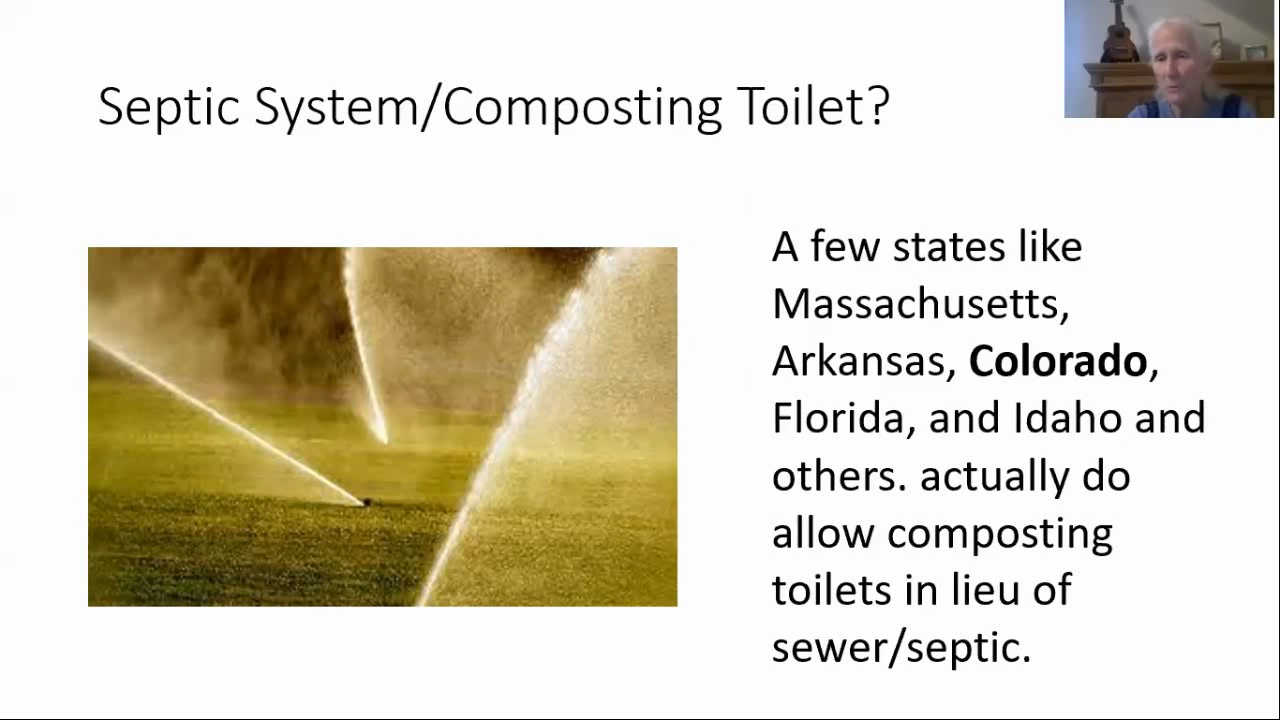 Septic System/Composting Toilet?
A few states like
Massachusetts,
Arkansas, Colorado,
Florida, and Idaho and
others. actually do
allow composting
toilets in lieu of
sewer/septic.